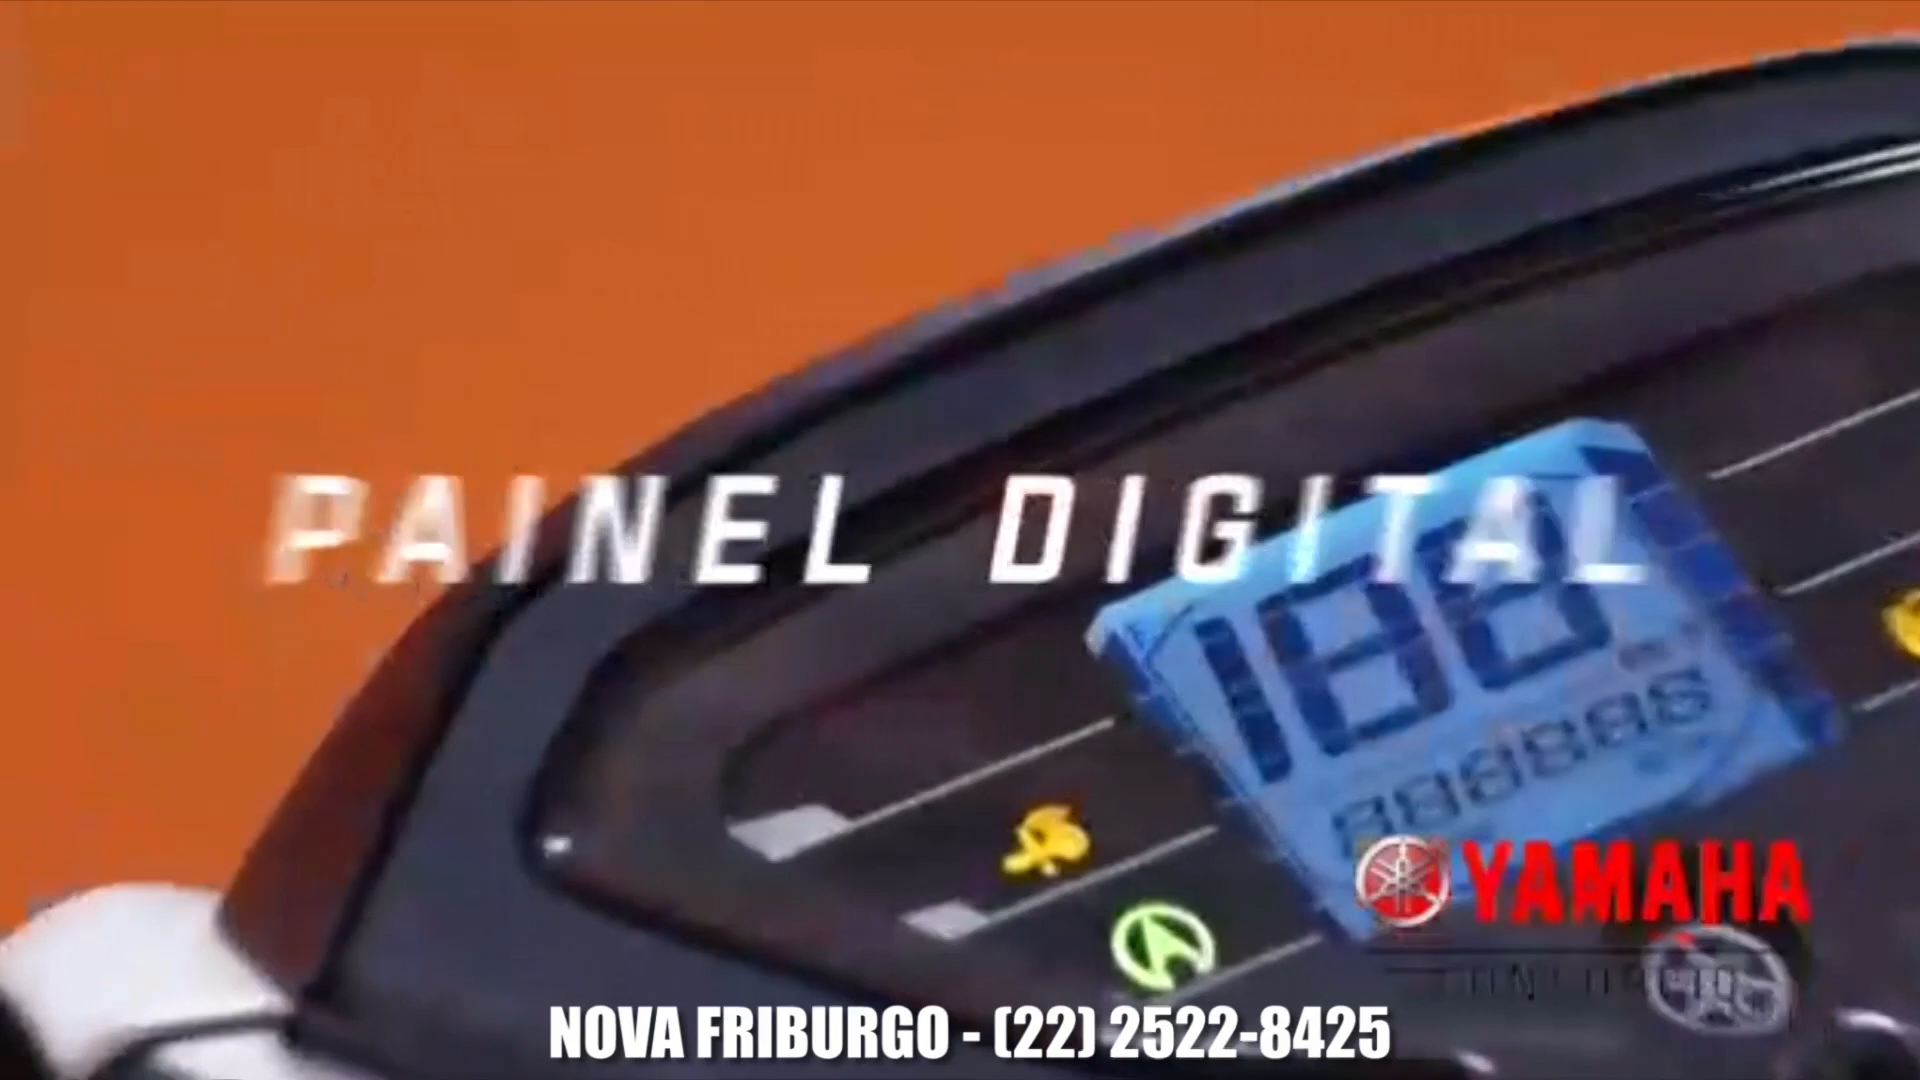 PAINEL DIGITAL
188
888888
YAMAHA
NOVA FRIBURGO - (22) 2522-8425